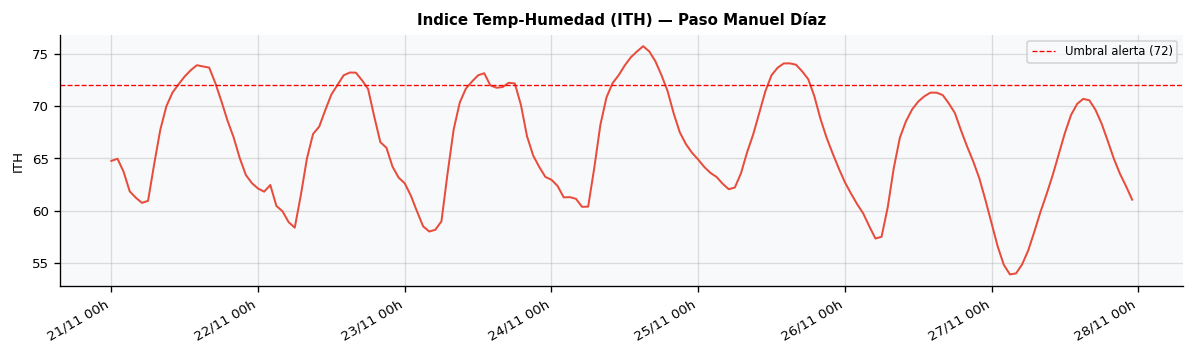 Indice Temp-Humedad (ITH) — Paso Manuel Díaz
Umbral alerta (72)
ITH
75
70
65
60
55
21/11 00h
22/11 00h
23/11 00h
24/11 00h
25/11 00h
26/11 00h
27/11 00h
28/11 00h